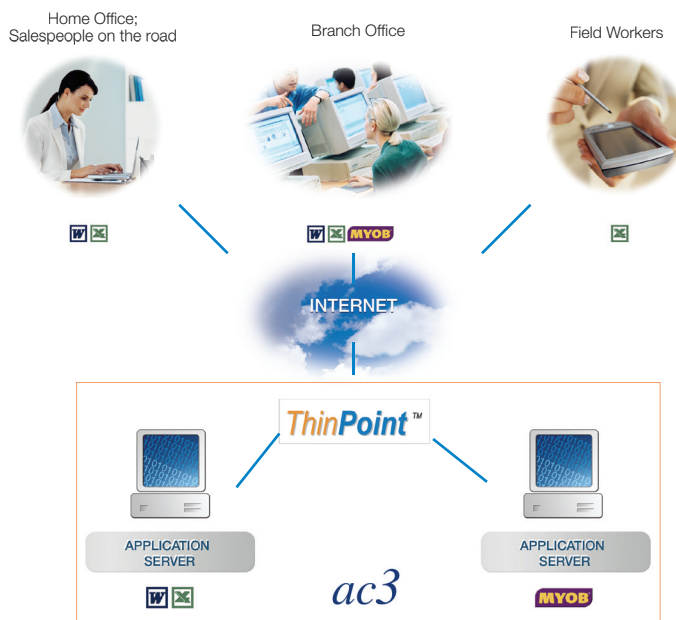 Home Office;
Salespeople on the road
Branch Office
Field Workers
W X
W X MYOB
X
INTERNET
ThinPoint™
APPLICATION
SERVER
APPLICATION
SERVER
W X
ac3
MYOB